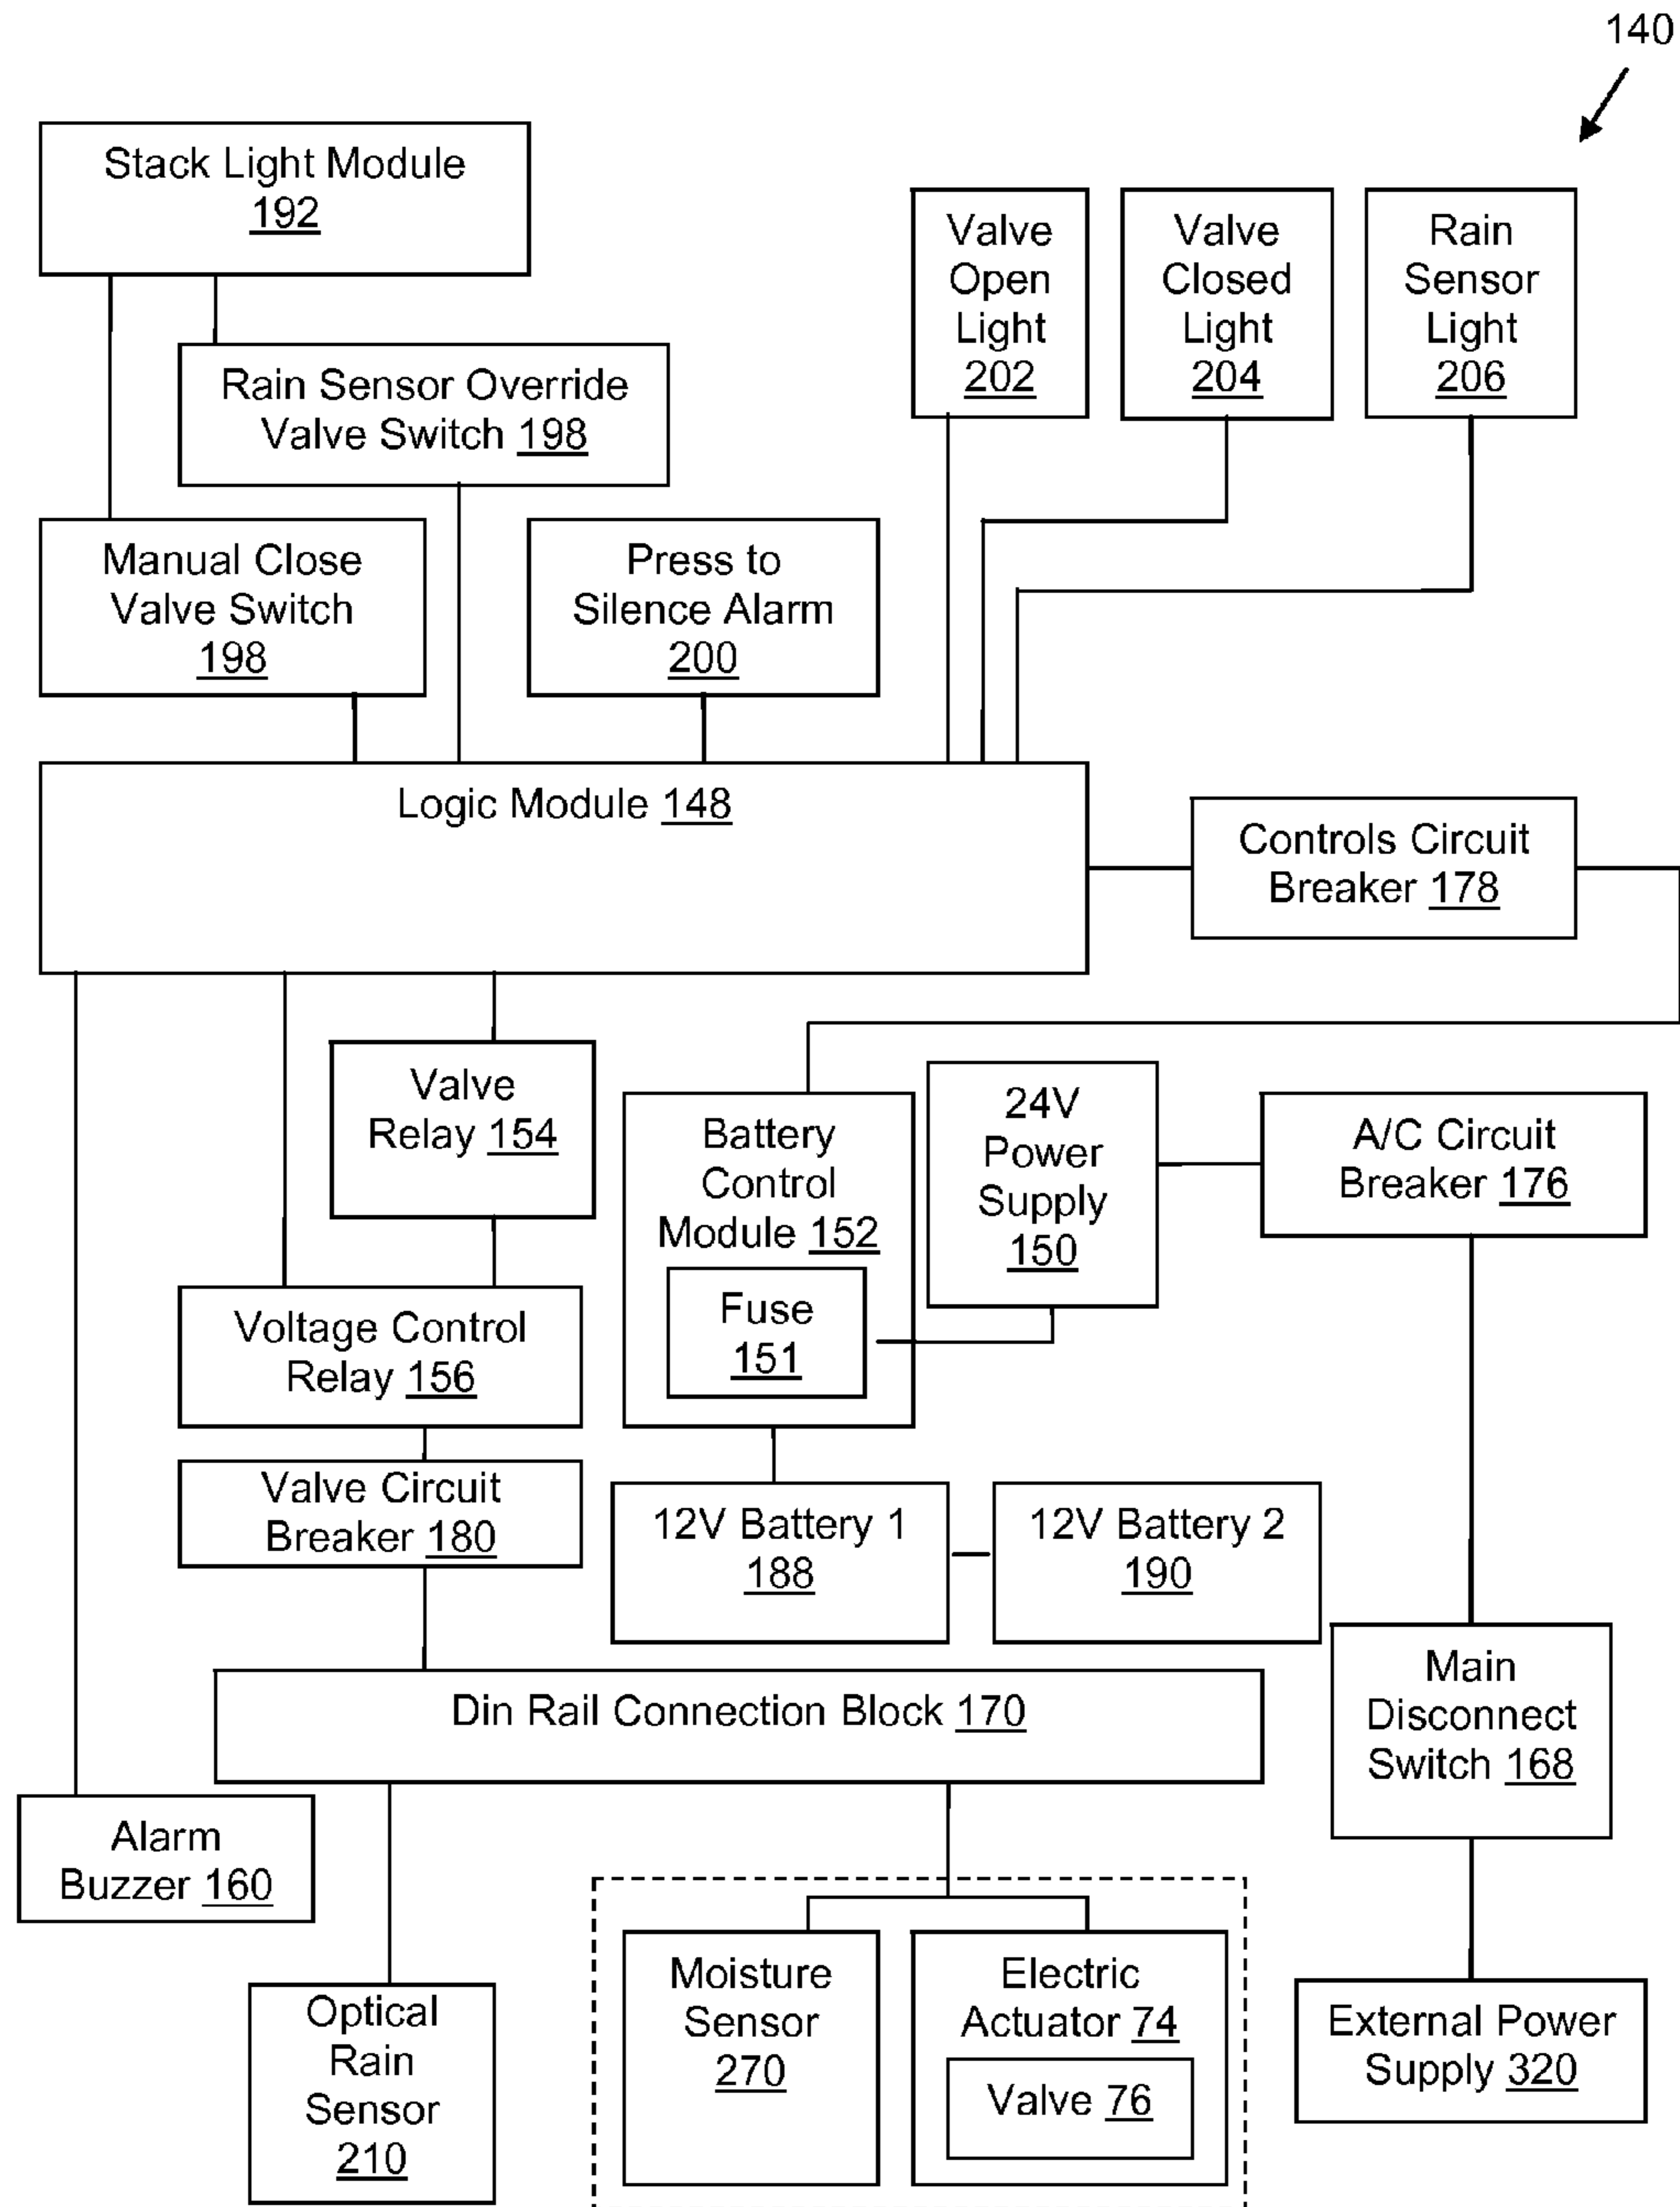 140
Stack Light Module
192
Valve
Open
Light
202
Valve
Closed
Light
204
Rain
Sensor
Light
206
Rain Sensor Override
Valve Switch 198
Manual Close
Valve Switch
198
Press to
Silence Alarm
200
Logic Module 148
Controls Circuit
Breaker 178
Valve
Relay 154
Battery
Control
Module 152
Fuse
151
24V
Power
Supply
150
A/C Circuit
Breaker 176
Voltage Control
Relay 156
Valve Circuit
Breaker 180
12V Battery 1
188
12V Battery 2
190
Main
Disconnect
Switch 168
Din Rail Connection Block 170
Alarm
Buzzer 160
Optical
Rain
Sensor
210
Moisture
Sensor
270
Electric
Actuator 74
Valve 76
External Power
Supply 320